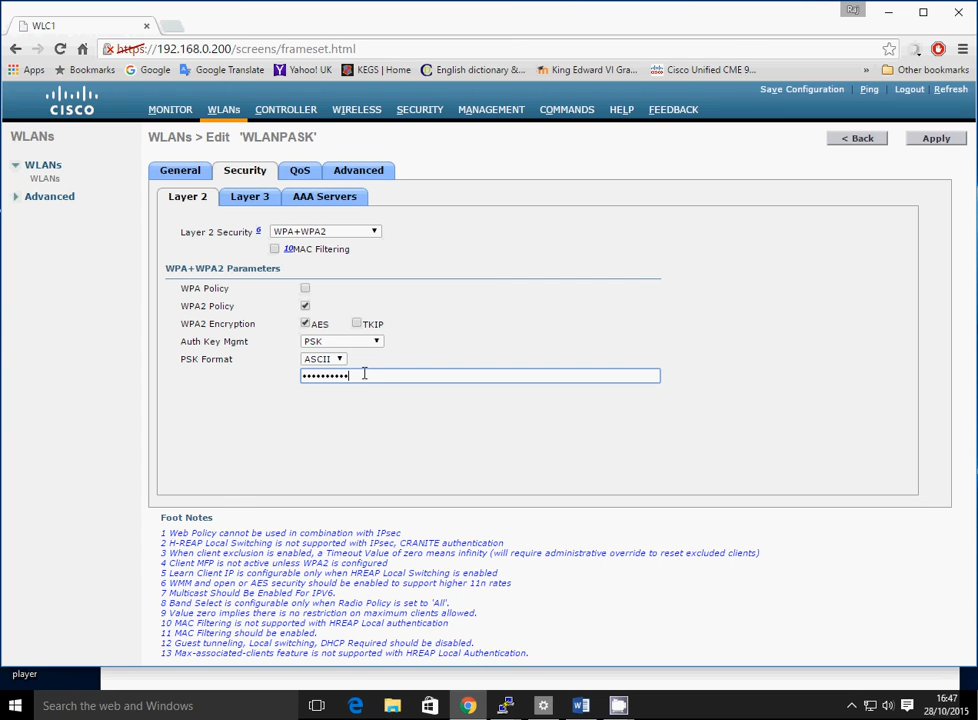 Raj
WLC1
https://192.168.0.200/screens/frameset.html
Apps Bookmarks Google Google Translate Yahoo! UK KEGS | Home English dictionary &... King Edward VI Gra... Cisco Unified CME 9... » Other bookmarks
Save Configuration Ping Logout Refresh
CISCO
MONITOR WLANs CONTROLLER WIRELESS SECURITY MANAGEMENT COMMANDS HELP FEEDBACK
WLANs
WLANs > Edit 'WLANPASK'
< Back Apply
WLANs
WLANs
Advanced
General Security QoS Advanced
Layer 2 Layer 3 AAA Servers
Layer 2 Security 6 WPA+WPA2
10MAC Filtering
WPA+WPA2 Parameters
WPA Policy
WPA2 Policy
WPA2 Encryption AES TKIP
Auth Key Mgmt PSK
PSK Format ASCII
••••••••••
Foot Notes
1 Web Policy cannot be used in combination with IPsec
2 H-REAP Local Switching is not supported with IPsec, CRANITE authentication
3 When client exclusion is enabled, a Timeout Value of zero means infinity (will require administrative override to reset excluded clients)
4 Client MFP is not active unless WPA2 is configured
5 Learn Client IP is configurable only when HREAP Local Switching is enabled
6 WMM and open or AES security should be enabled to support higher 11n rates
7 Multicast Should Be Enabled For IPV6.
8 Band Select is configurable only when Radio Policy is set to 'All'.
9 Value zero implies there is no restriction on maximum clients allowed.
10 MAC Filtering is not supported with HREAP Local authentication
11 MAC Filtering should be enabled.
12 Guest tunneling, Local switching, DHCP Required should be disabled.
13 Max-associated-clients feature is not supported with HREAP Local Authentication.
player
Search the web and Windows
16:47
28/10/2015